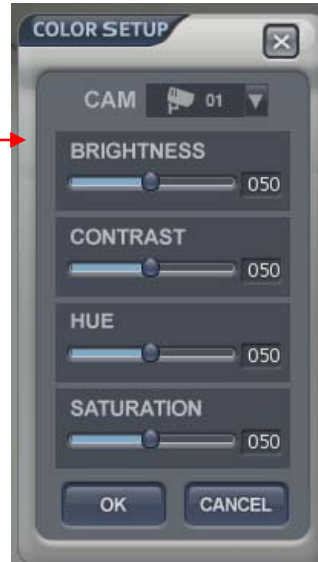 COLOR SETUP
CAM 01
BRIGHTNESS
050
CONTRAST
050
HUE
050
SATURATION
050
OK CANCEL